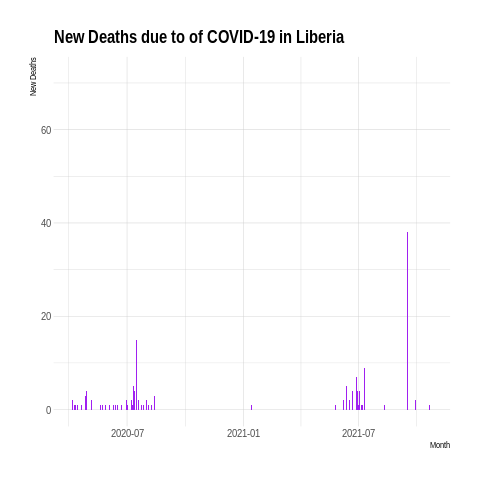 New Deaths due to of COVID-19 in Liberia
New Deaths
60
40
20
0
2020-07
2021-01
2021-07
Month